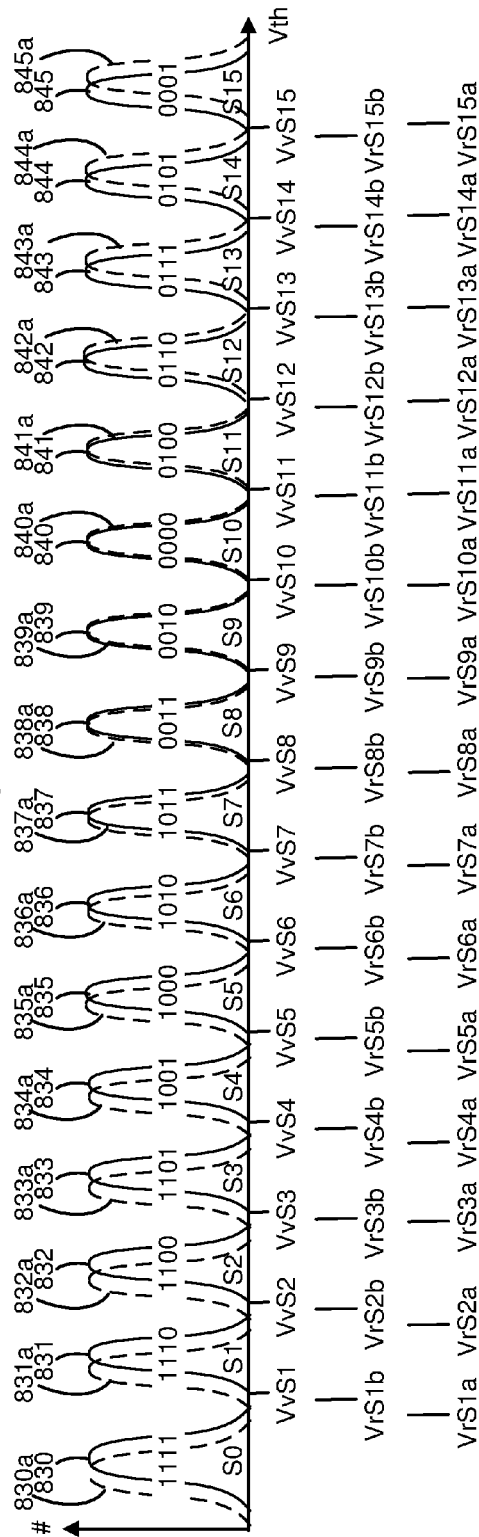 830a 831a 832a 833a 834a 835a 836a 837a 838a 839a 840a 841a 842a 843a 844a 845a
830 831 832 833 834 835 836 837 838 839 840 841 842 843 844 845
#
1111 1110 1100 1101 1001 1000 1010 1011 0011 0010 0000 0100 0110 0111 0101 0001
S0 S1 S2 S3 S4 S5 S6 S7 S8 S9 S10 S11 S12 S13 S14 S15
Vth
VvS1 VvS2 VvS3 VvS4 VvS5 VvS6 VvS7 VvS8 VvS9 VvS10 VvS11 VvS12 VvS13 VvS14 VvS15
VrS1b VrS2b VrS3b VrS4b VrS5b VrS6b VrS7b VrS8b VrS9b VrS10b VrS11b VrS12b VrS13b VrS14b VrS15b
VrS1a VrS2a VrS3a VrS4a VrS5a VrS6a VrS7a VrS8a VrS9a VrS10a VrS11a VrS12a VrS13a VrS14a VrS15a